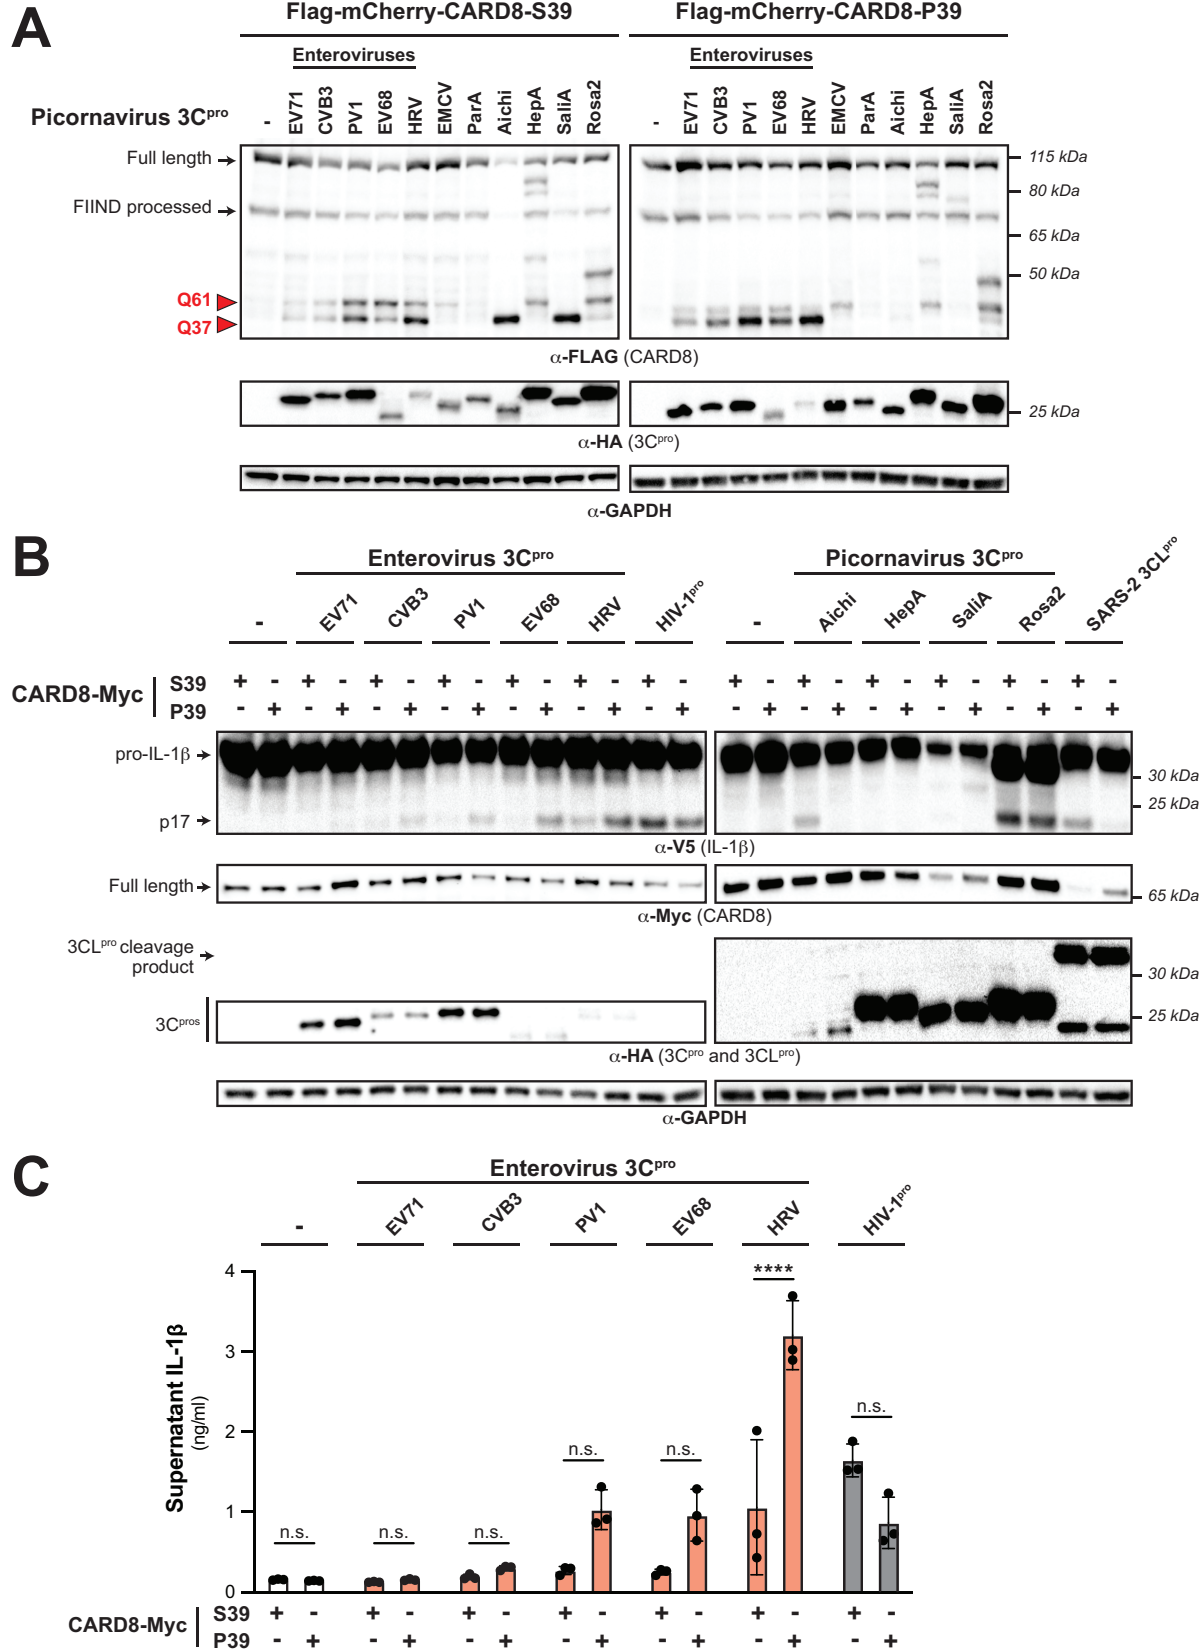 A
Flag-mCherry-CARD8-S39 Flag-mCherry-CARD8-P39
Enteroviruses Enteroviruses
Picornavirus 3Cpro - EV71 CVB3 PV1 EV68 HRV EMCV ParA Aichi HepA SaliA Rosa2 - EV71 CVB3 PV1 EV68 HRV EMCV ParA Aichi HepA SaliA Rosa2
Full length 115 kDa
80 kDa
FIIND processed
65 kDa
50 kDa
Q61
Q37
α-FLAG (CARD8)
25 kDa
α-HA (3Cpro)
α-GAPDH
B
Enterovirus 3Cpro Picornavirus 3Cpro
- EV71 CVB3 PV1 EV68 HRV HIV-1pro - Aichi HepA SaliA Rosa2 SARS-2 3CLpro
CARD8-Myc
S39 + - + - + - + - + - + - + - + - + - + - + - + - + -
P39 - + - + - + - + - + - + - + - + - + - + - + - + - +
pro-IL-1β
30 kDa
25 kDa
p17
α-V5 (IL-1β)
Full length
65 kDa
α-Myc (CARD8)
3CLpro cleavage
product
30 kDa
3Cpros
25 kDa
α-HA (3Cpro and 3CLpro)
α-GAPDH
C
Enterovirus 3Cpro
- EV71 CVB3 PV1 EV68 HRV HIV-1pro
Supernatant IL-1β
(ng/ml)
4
3
2
1
0
n.s. n.s. n.s. n.s. n.s. **** n.s.
CARD8-Myc
S39 + - + - + - + - + - + - + -
P39 - + - + - + - + - + - + - +